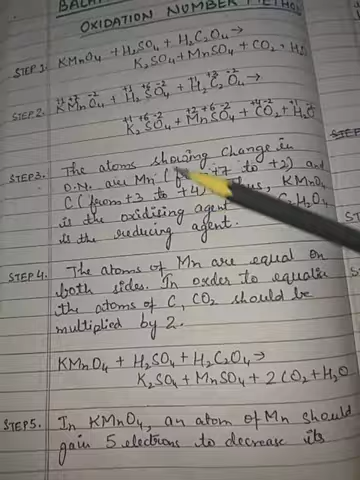 OXIDATION NUMBER METHOD
STEP 1. KMnO4 + H2SO4 + H2C2O4 →
K2SO4 + MnSO4 + CO2 + H2O
STEP 2. +1 +7 -2 +1 +6 -2 +1 +3 -2
KMnO4 + H2SO4 + H2C2O4 →
+1 +6 -2 +2 +6 -2 +4 -2 +1 -2
K2SO4 + MnSO4 + CO2 + H2O
STEP 3. The atoms showing change in
O.N. are Mn (from +7 to +2) and
C (from +3 to +4). Thus, KMnO4
is the oxidising agent H2C2O4
is the reducing agent.
STEP 4. The atoms of Mn are equal on
both sides. In order to equalize
the atoms of C, CO2 should be
multiplied by 2.
KMnO4 + H2SO4 + H2C2O4 →
K2SO4 + MnSO4 + 2CO2 + H2O
STEP 5. In KMnO4, an atom of Mn should
gain 5 electrons to decrease its